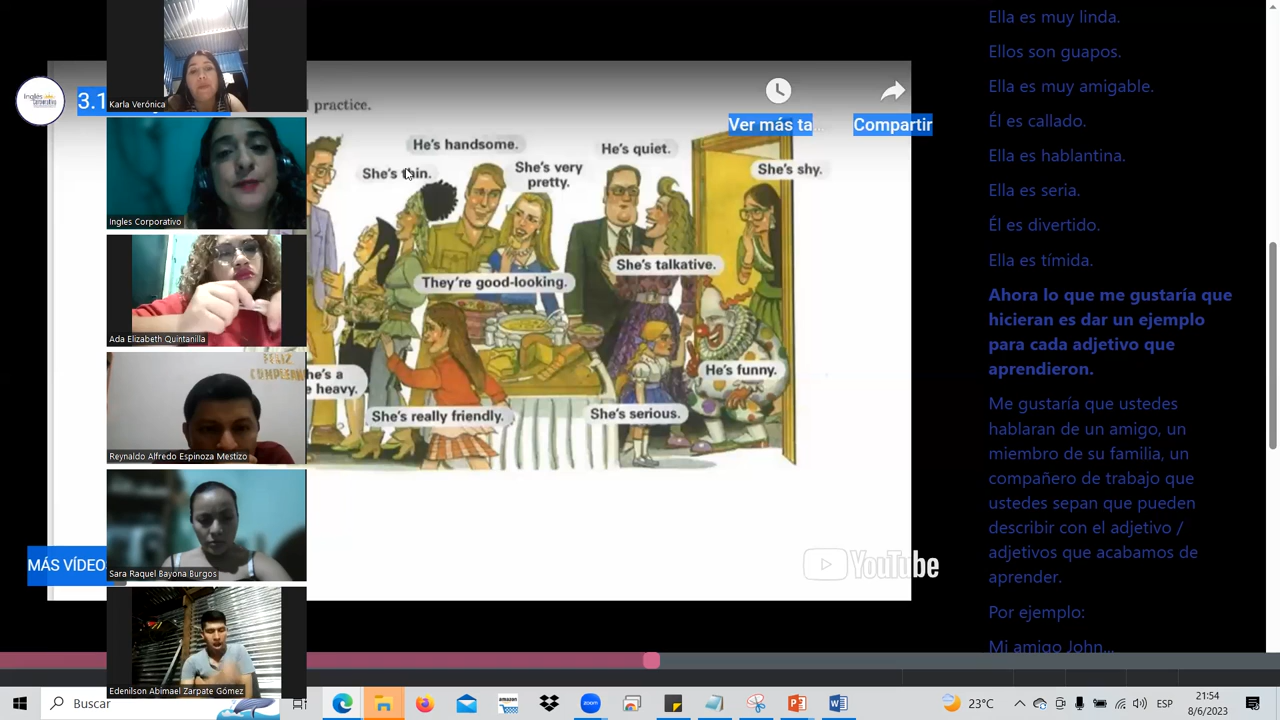 Karla Verónica
Ingles Corporativo
Ada Elizabeth Quintanilla
Reynaldo Alfredo Espinoza Mestizo
Sara Raquel Bayona Burgos
Edenilson Abimael Zarpate Gómez
Inglés
Corporativo
3.1
practice.
Ver más ta...
Compartir
He's handsome.
She's thin.
She's very
pretty.
He's quiet.
She's shy.
She's talkative.
They're good-looking.
he's a
e heavy.
She's really friendly.
She's serious.
He's funny.
FELIZ
CUMPLEAÑ
MÁS VÍDEO
YouTube
Ella es muy linda.
Ellos son guapos.
Ella es muy amigable.
Él es callado.
Ella es hablantina.
Ella es seria.
Él es divertido.
Ella es tímida.
Ahora lo que me gustaría que
hicieran es dar un ejemplo
para cada adjetivo que
aprendieron.
Me gustaría que ustedes
hablaran de un amigo, un
miembro de su familia, un
compañero de trabajo que
ustedes sepan que pueden
describir con el adjetivo /
adjetivos que acabamos de
aprender.
Por ejemplo:
Mi amigo John...
Buscar
amazon
zoom
23°C
ESP
21:54
8/6/2023